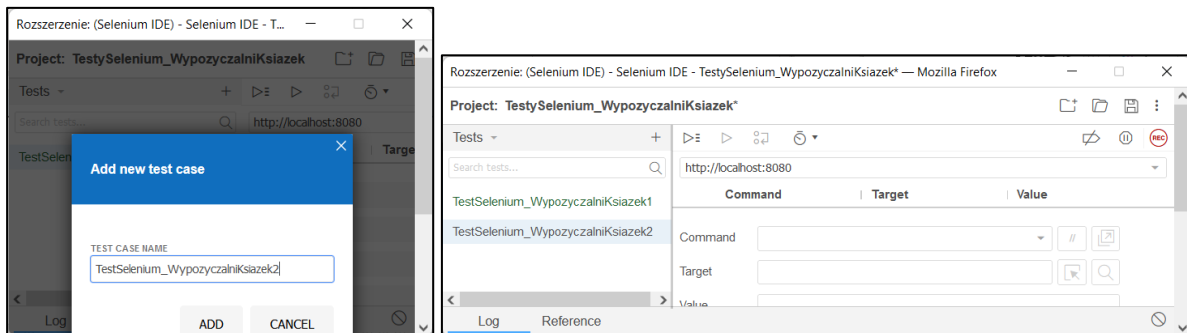 Rozszerzenie: (Selenium IDE) - Selenium IDE - T...
Project: TestySelenium_WypozyczalniKsiazek
Tests
Search tests...
http://localhost:8080
TestSelen
Targe
Add new test case
TEST CASE NAME
TestSelenium_WypozyczalniKsiazek2
ADD
CANCEL
Log
Rozszerzenie: (Selenium IDE) - Selenium IDE - TestySelenium_WypozyczalniKsiazek* — Mozilla Firefox
Project: TestySelenium_WypozyczalniKsiazek*
Tests
Search tests...
http://localhost:8080
Command Target Value
TestSelenium_WypozyczalniKsiazek1
TestSelenium_WypozyczalniKsiazek2
Command
//
Target
Value
Log Reference
REC